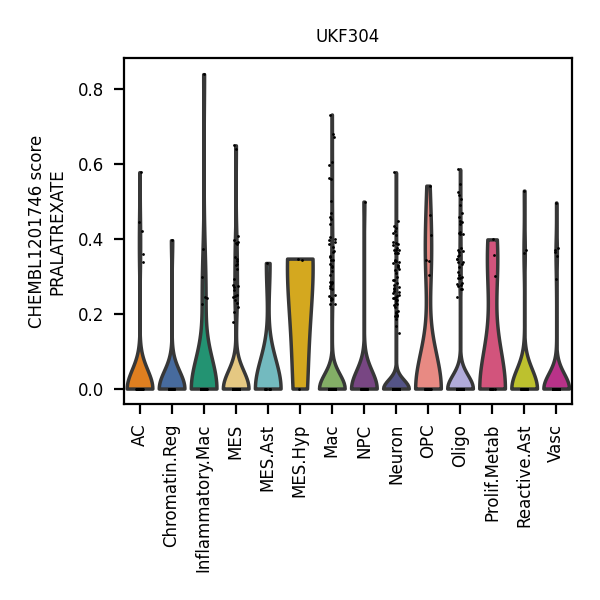 UKF304
CHEMBL1201746 score
PRALATREXATE
0.8
0.6
0.4
0.2
0.0
AC
Chromatin.Reg
Inflammatory.Mac
MES
MES.Ast
MES.Hyp
Mac
NPC
Neuron
OPC
Oligo
Prolif.Metab
Reactive.Ast
Vasc